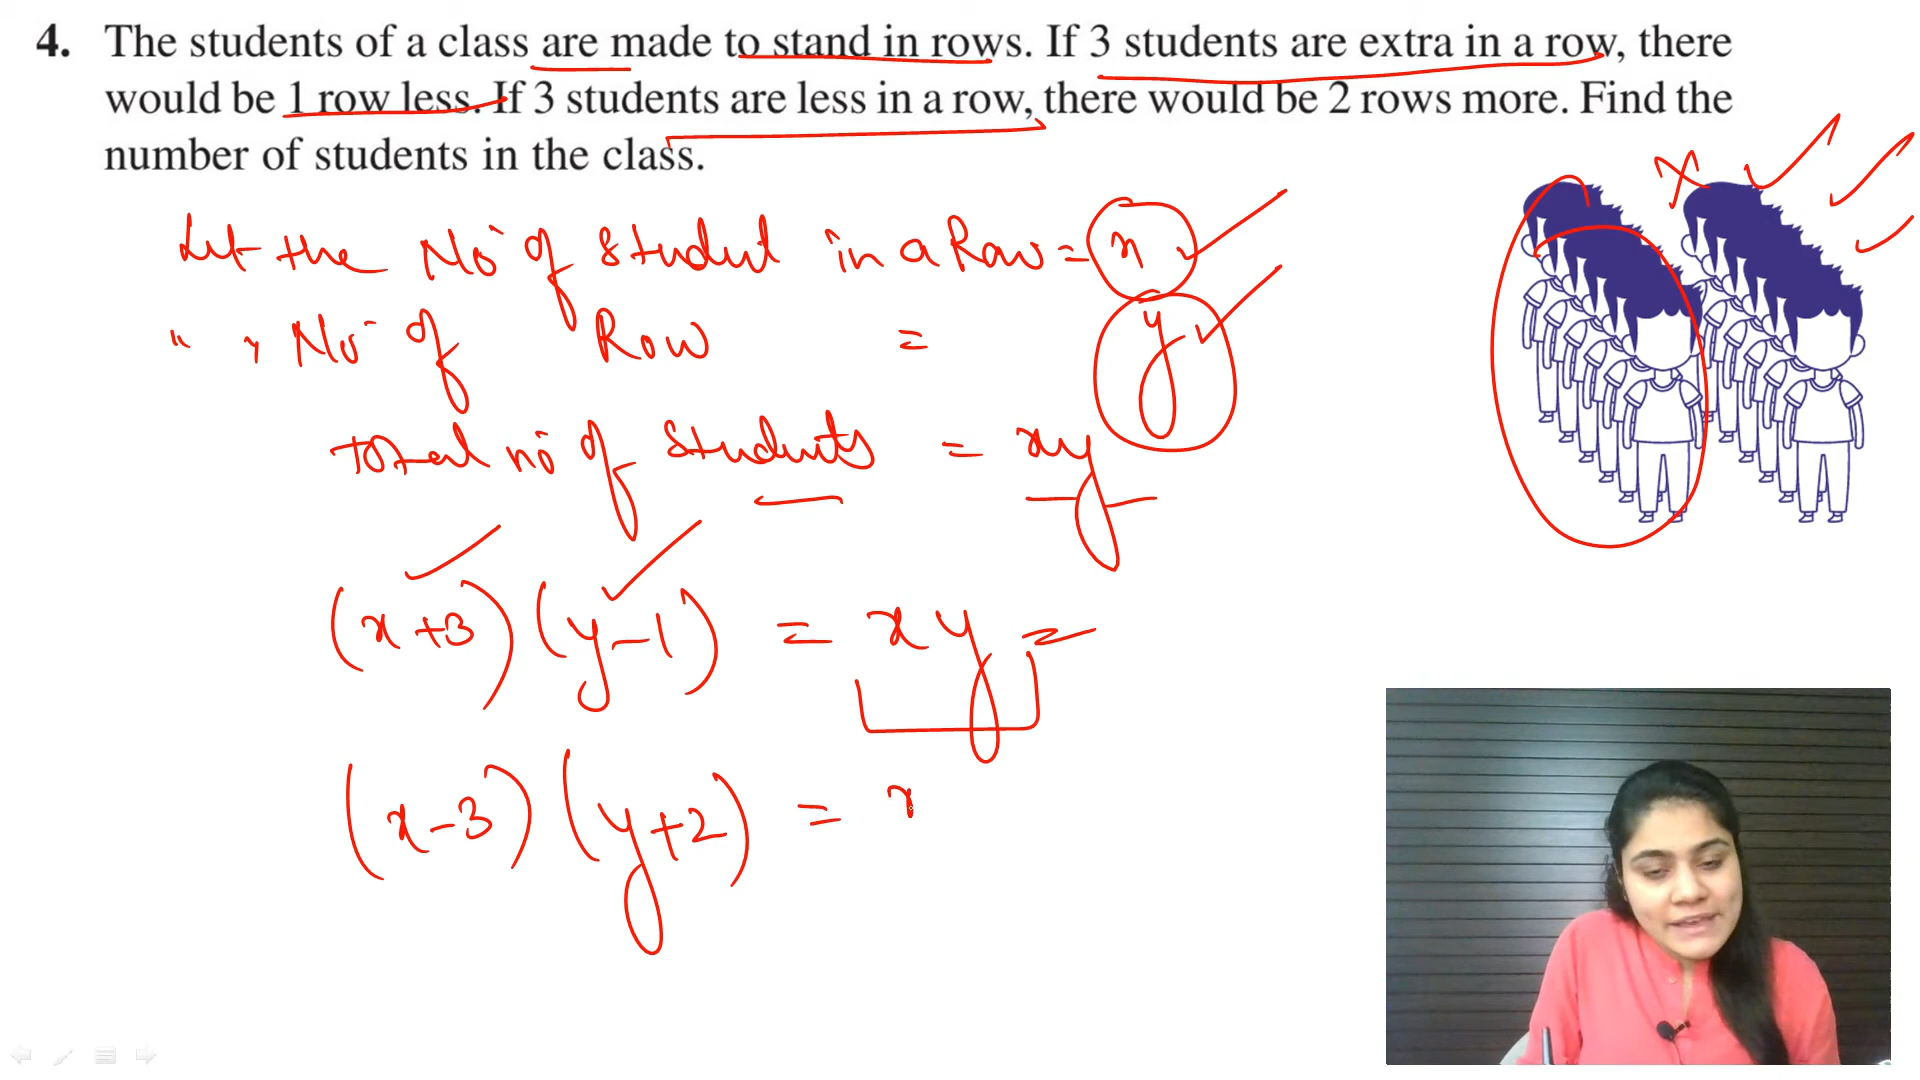 4. The students of a class are made to stand in rows. If 3 students are extra in a row, there
would be 1 row less. If 3 students are less in a row, there would be 2 rows more. Find the
number of students in the class.
Let the No of student in a Row = x
" " No of Row = y
total no of students = xy
(x+3) (y-1) = xy =
(x-3) (y+2) = x